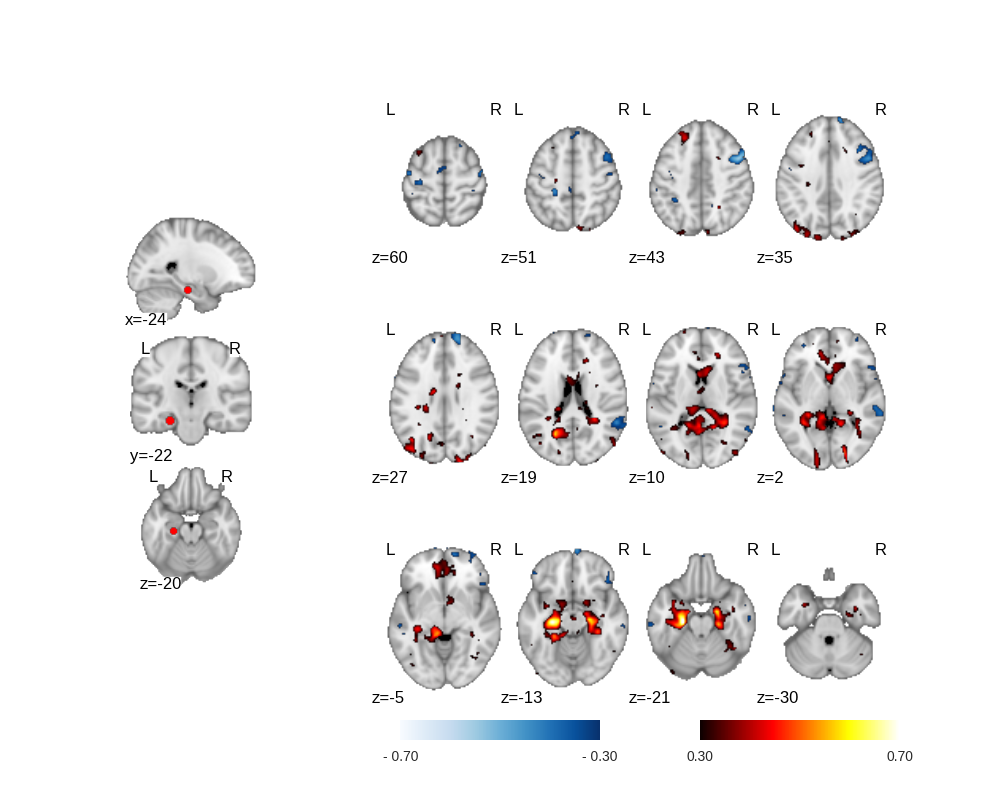 L R L R L R L R
z=60 z=51 z=43 z=35
x=-24
L R L R L R L R
L R
z=27 z=19 z=10 z=2
y=-22
L R
L R L R L R L R
z=-20
z=-5 z=-13 z=-21 z=-30
- 0.70 - 0.30 0.30 0.70